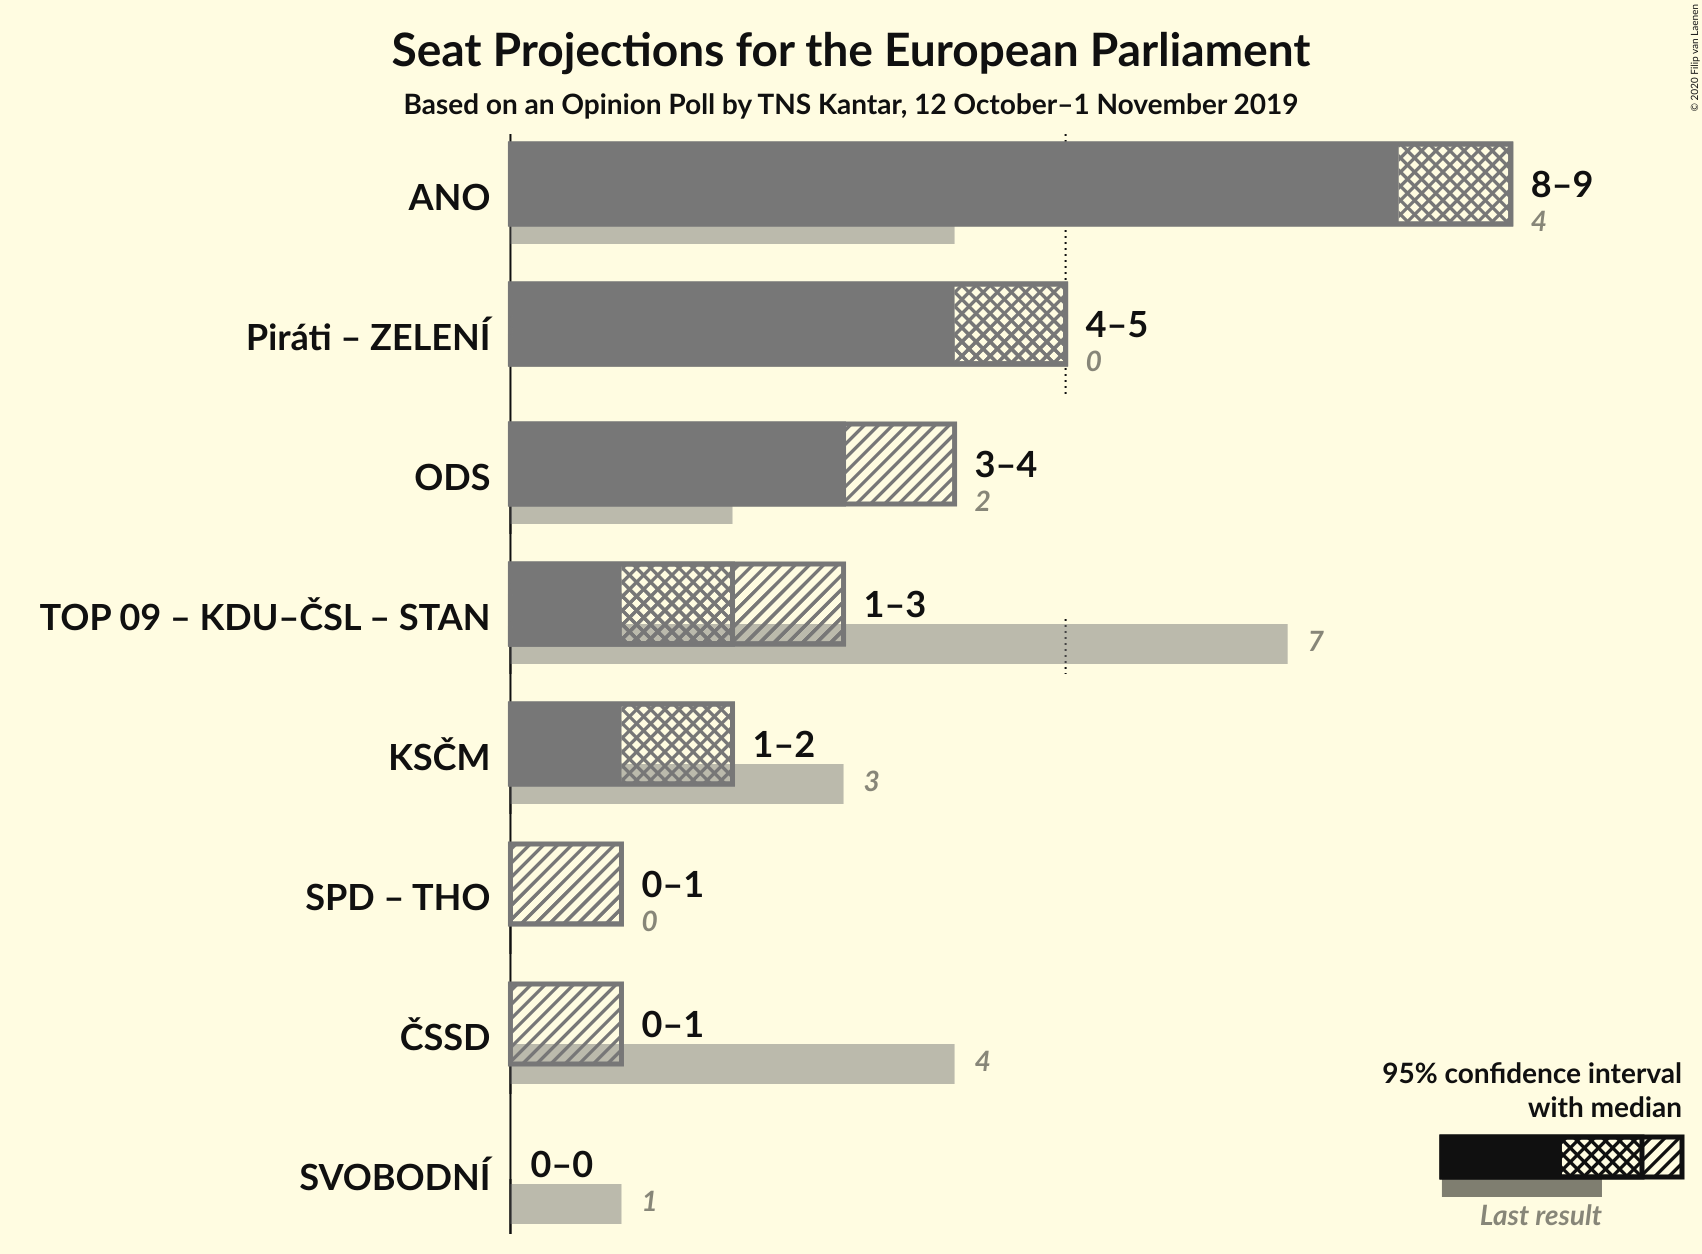 Seat Projections for the European Parliament
Based on an Opinion Poll by TNS Kantar, 12 October–1 November 2019
© 2020 Filip van Laenen
ANO
8–9
4
Piráti – ZELENÍ
4–5
0
ODS
3–4
2
TOP 09 – KDU–ČSL – STAN
1–3
7
KSČM
1–2
3
SPD – THO
0–1
0
ČSSD
0–1
4
SVOBODNÍ
0–0
1
95% confidence interval
with median
Last result